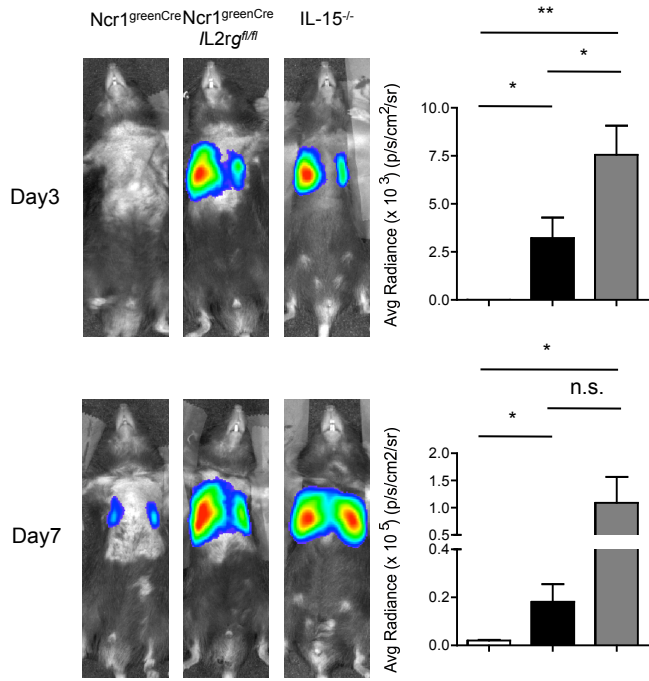 Ncr1greenCre Ncr1greenCre IL-15-/-
IL2rgfl/fl
Day3
Avg Radiance (x 10 3) (p/s/cm2/sr)
10.0
7.5
5.0
2.5
0.0
**
*
*
Day7
Avg Radiance (x 10 5) (p/s/cm2/sr)
2.0
1.5
1.0
0.5
0.4
0.2
0.0
*
n.s.
*